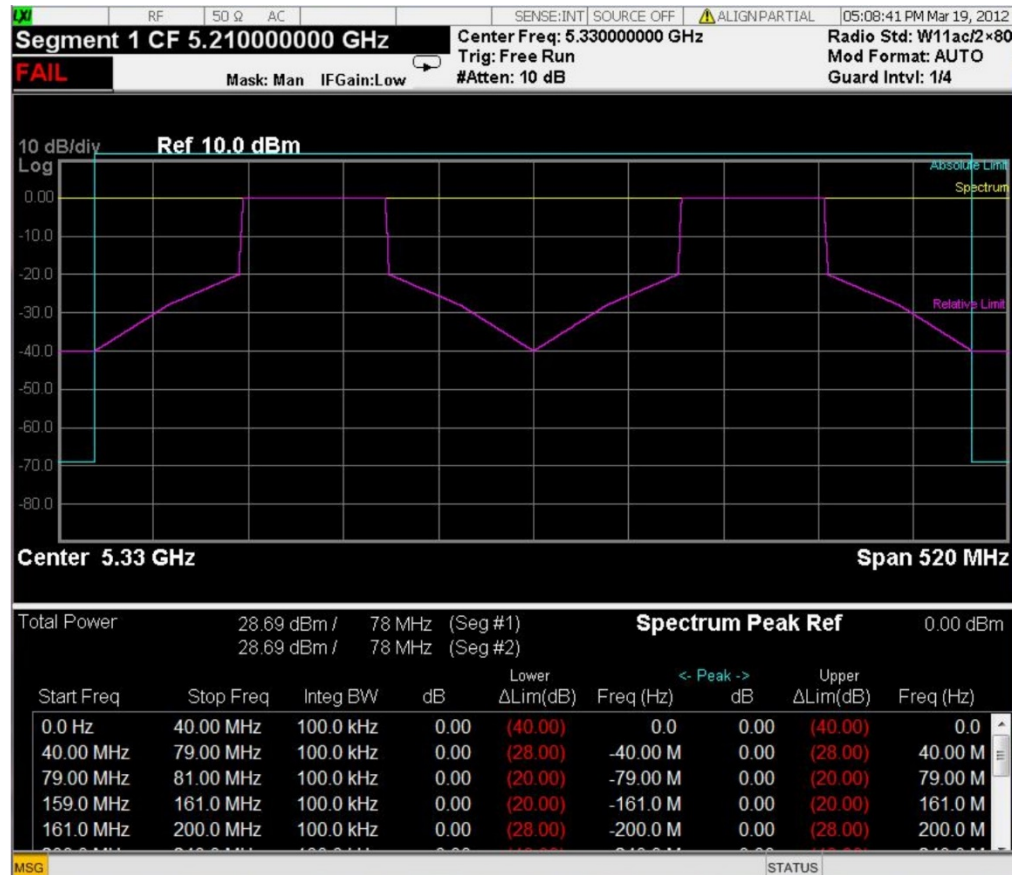 LXI RF 50 Ω AC SENSE:INT SOURCE OFF ALIGN PARTIAL 05:08:41 PM Mar 19, 2012
Segment 1 CF 5.210000000 GHz Center Freq: 5.330000000 GHz Radio Std: W11ac/2×80
Trig: Free Run Mod Format: AUTO
FAIL Mask: Man IFGain:Low #Atten: 10 dB Guard Intvl: 1/4
10 dB/div Ref 10.0 dBm
Log Absolute Limit
0.00 Spectrum
-10.0
-20.0
-30.0 Relative Limit
-40.0
-50.0
-60.0
-70.0
-80.0
Center 5.33 GHz Span 520 MHz
Total Power 28.69 dBm / 78 MHz (Seg #1) Spectrum Peak Ref 0.00 dBm
28.69 dBm / 78 MHz (Seg #2)
Lower <- Peak -> Upper
Start Freq Stop Freq Integ BW dB ΔLim(dB) Freq (Hz) dB ΔLim(dB) Freq (Hz)
0.0 Hz 40.00 MHz 100.0 kHz 0.00 (40.00) 0.0 0.00 (40.00) 0.0
40.00 MHz 79.00 MHz 100.0 kHz 0.00 (28.00) -40.00 M 0.00 (28.00) 40.00 M
79.00 MHz 81.00 MHz 100.0 kHz 0.00 (20.00) -79.00 M 0.00 (20.00) 79.00 M
159.0 MHz 161.0 MHz 100.0 kHz 0.00 (20.00) -161.0 M 0.00 (20.00) 161.0 M
161.0 MHz 200.0 MHz 100.0 kHz 0.00 (28.00) -200.0 M 0.00 (28.00) 200.0 M
MSG STATUS